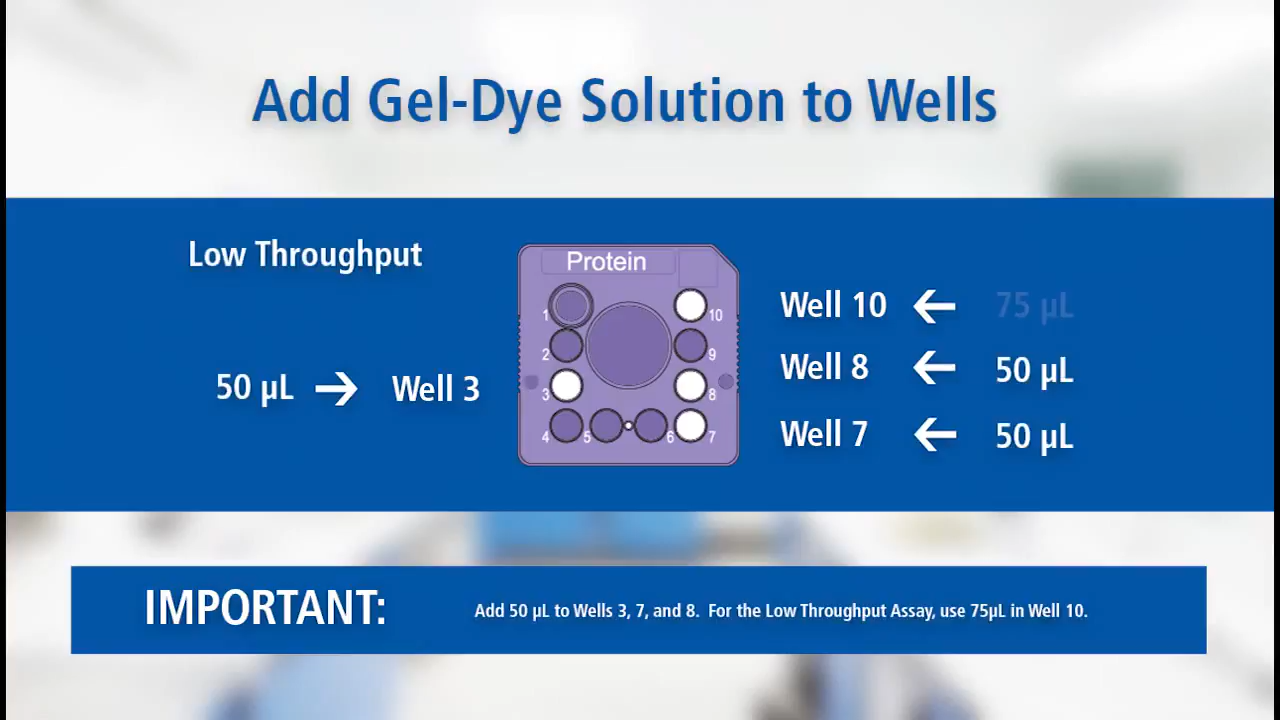 Add Gel-Dye Solution to Wells
Low Throughput
50 µL → Well 3
Protein
1
2
3
4
5
6
7
8
9
10
Well 10 ← 75 µL
Well 8 ← 50 µL
Well 7 ← 50 µL
IMPORTANT:
Add 50 µL to Wells 3, 7, and 8. For the Low Throughput Assay, use 75µL in Well 10.